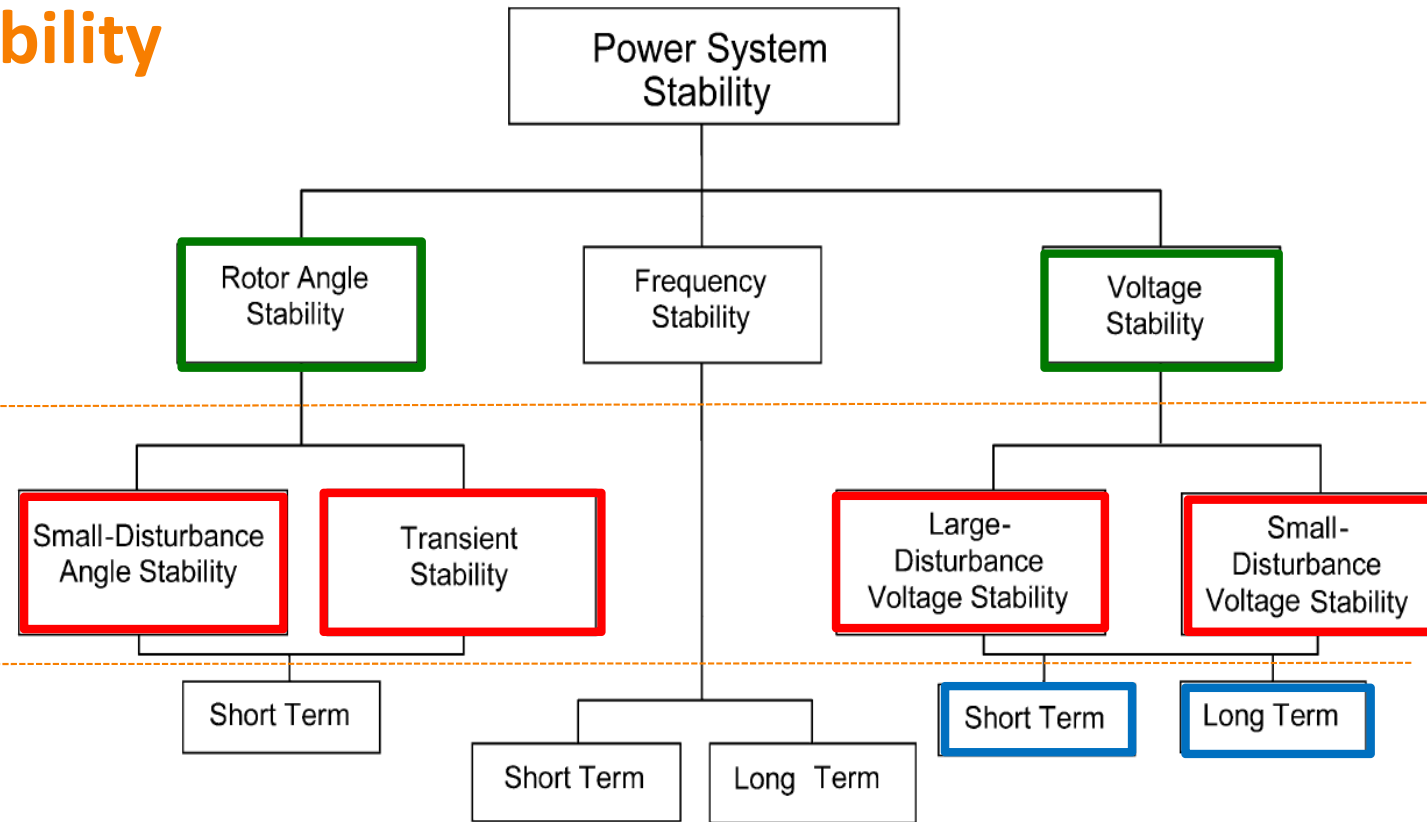 bility
Power System
Stability
Rotor Angle
Stability
Frequency
Stability
Voltage
Stability
Small-Disturbance
Angle Stability
Transient
Stability
Large-
Disturbance
Voltage Stability
Small-
Disturbance
Voltage Stability
Short Term
Short Term
Long Term
Short Term
Long Term